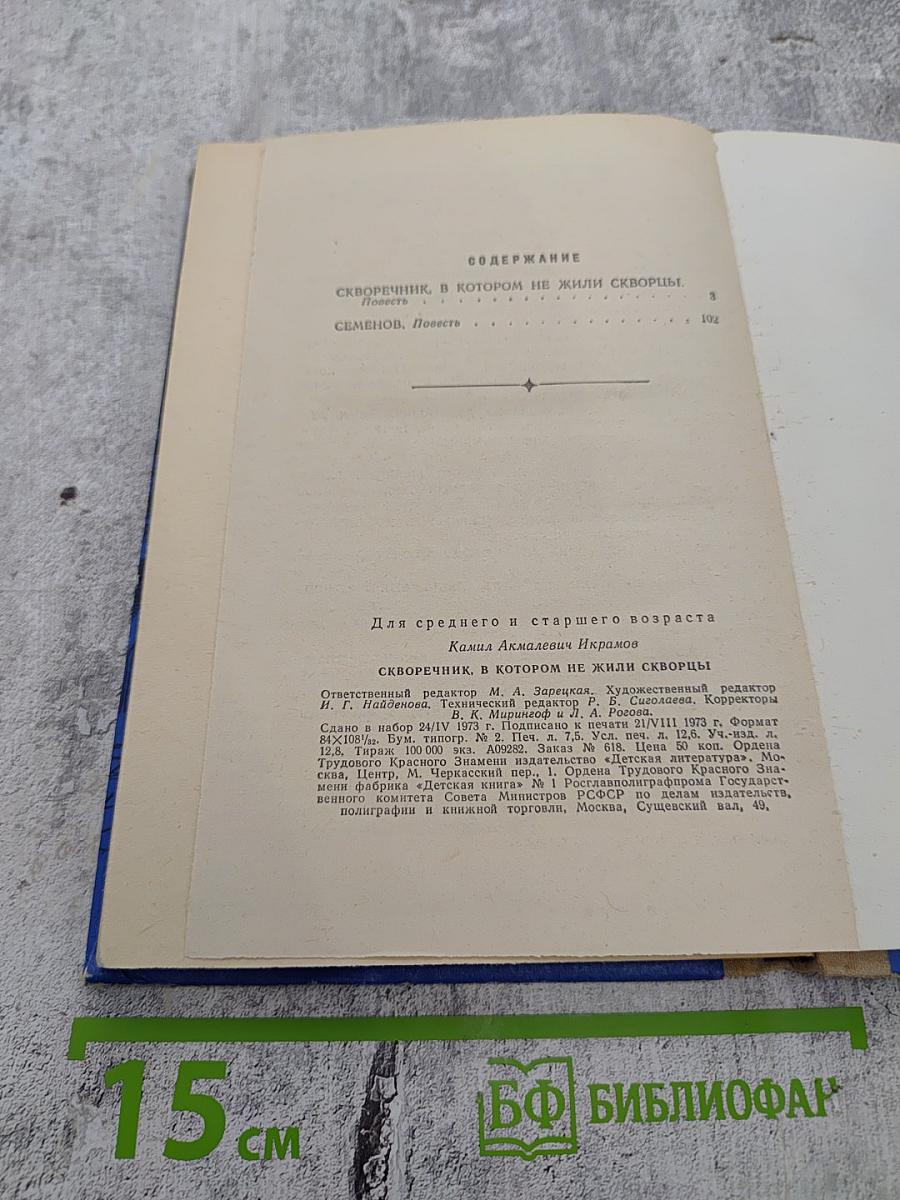 СОДЕРЖАНИЕ
СКВОРЕЧНИК, В КОТОРОМ НЕ ЖИЛИ СКВОРЦЫ.
Повесть . . . . . . . . . . . . . . . . . 3
СЕМЕНОВ. Повесть . . . . . . . . . . . . . 102
Для среднего и старшего возраста
Камил Акмалевич Икрамов
СКВОРЕЧНИК, В КОТОРОМ НЕ ЖИЛИ СКВОРЦЫ
Ответственный редактор М. А. Зарецкая. Художественный редактор
И. Г. Найденова. Технический редактор Р. Б. Сиголаева. Корректоры
В. К. Мирингоф и Л. А. Рогова.
Сдано в набор 24/IV 1973 г. Подписано к печати 21/VIII 1973 г. Формат
84×108¹/₃₂. Бум. типогр. № 2. Печ. л. 7,5. Усл. печ. л. 12,6. Уч.-изд. л.
12,8. Тираж 100 000 экз. А09282. Заказ № 618. Цена 50 коп. Ордена
Трудового Красного Знамени издательство «Детская литература». Мо-
сква, Центр, М. Черкасский пер., 1. Ордена Трудового Красного Зна-
мени фабрика «Детская книга» № 1 Росглавполиграфпрома Государст-
венного комитета Совета Министров РСФСР по делам издательств,
полиграфии и книжной торговли, Москва, Сущевский вал, 49.
15 см
БФ БИБЛИОФАН